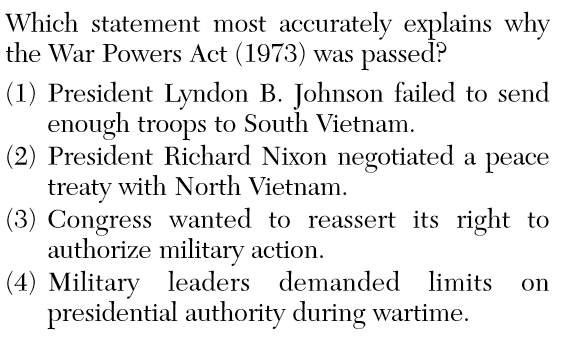 Which statement most accurately explains why
the War Powers Act (1973) was passed?
(1) President Lyndon B. Johnson failed to send
enough troops to South Vietnam.
(2) President Richard Nixon negotiated a peace
treaty with North Vietnam.
(3) Congress wanted to reassert its right to
authorize military action.
(4) Military leaders demanded limits on
presidential authority during wartime.